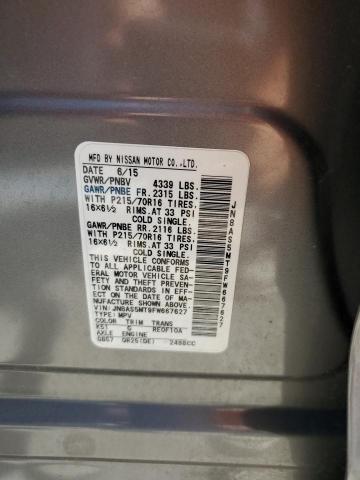 MFD BY NISSAN MOTOR CO.,LTD.
DATE 6/15
GVWR/PNBV 4339 LBS.
GAWR/PNBE FR. 2315 LBS.
WITH P215/70R16 TIRES.
16X6½ RIMS.AT 33 PSI
COLD SINGLE.
GAWR/PNBE RR. 2116 LBS.
WITH P215/70R16 TIRES.
16X6½ RIMS.AT 33 PSI
COLD SINGLE.
THIS VEHICLE CONFORMS
TO ALL APPLICABLE FED-
ERAL MOTOR VEHICLE SA-
FETY AND THEFT PREVEN-
TION STANDARDS IN EFF-
ECT ON THE DATE OF MA-
NUFACTURE SHOWN ABOVE.
VIN:JN8AS5MT9FW667627
TYPE:MPV
COLOR TRIM TRANS
K51 G RE0F10A
AXLE ENGINE
GB57 QR25(DE) 2488CC
JN8AS5MT9FW667627